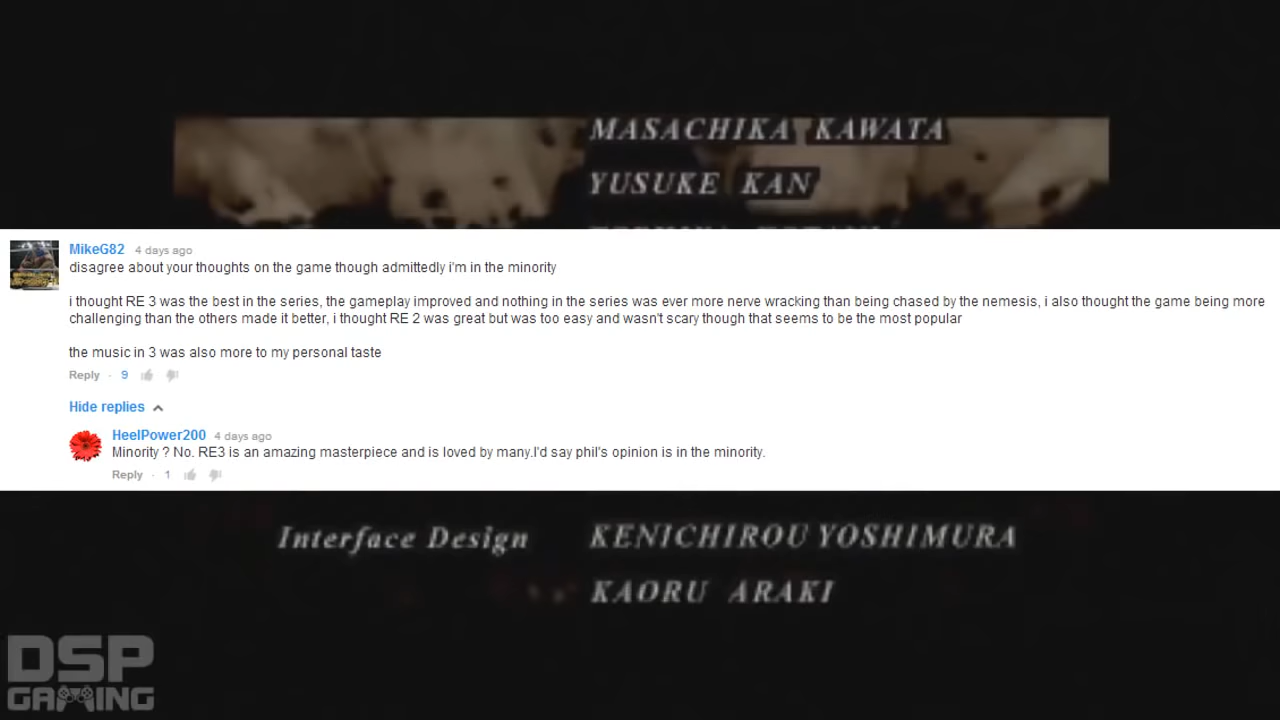 MASACHIKA KAWATA
YUSUKE KAN
MikeG82 4 days ago
disagree about your thoughts on the game though admittedly i'm in the minority
i thought RE 3 was the best in the series, the gameplay improved and nothing in the series was ever more nerve wracking than being chased by the nemesis, i also thought the game being more
challenging than the others made it better, i thought RE 2 was great but was too easy and wasn't scary though that seems to be the most popular
the music in 3 was also more to my personal taste
Reply · 9
Hide replies
HeelPower200 4 days ago
Minority ? No. RE3 is an amazing masterpiece and is loved by many.I'd say phil's opinion is in the minority.
Reply · 1
Interface Design KENICHIROU YOSHIMURA
KAORU ARAKI
DSP
GAMING